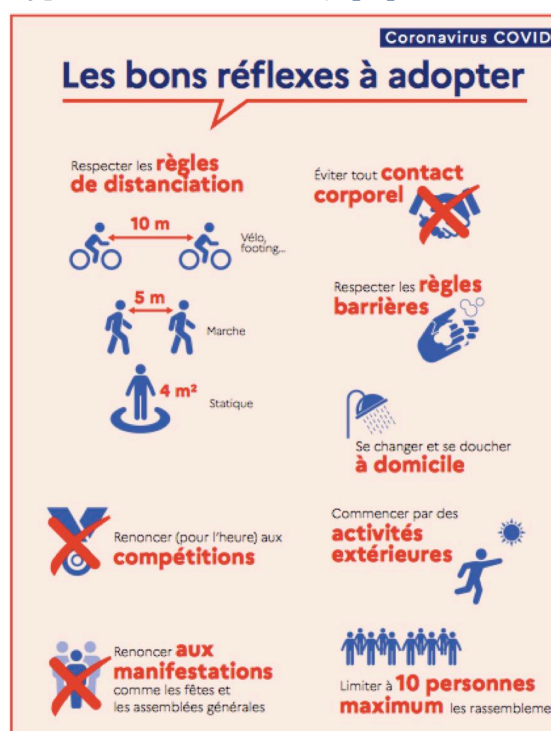 Coronavirus COVID
Les bons réflexes à adopter
Respecter les règles
de distanciation
10 m
Vélo,
footing...
5 m
Marche
4 m²
Statique
Renoncer (pour l'heure) aux
compétitions
Renoncer aux
manifestations
comme les fêtes et
les assemblées générales
Éviter tout contact
corporel
Respecter les règles
barrières
Se changer et se doucher
à domicile
Commencer par des
activités
extérieures
Limiter à 10 personnes
maximum les rassembleme